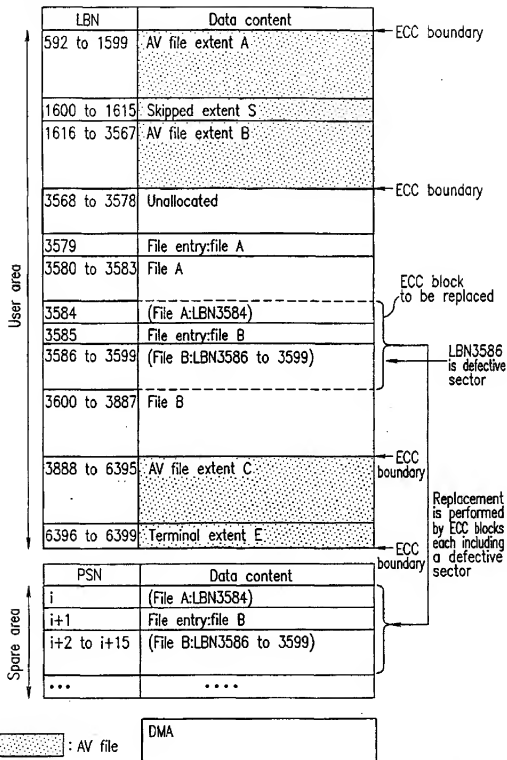 LBN Data content
ECC boundary
592 to 1599 AV file extent A
1600 to 1615 Skipped extent S
1616 to 3567 AV file extent B
ECC boundary
3568 to 3578 Unallocated
3579 File entry:file A
3580 to 3583 File A
ECC block
to be replaced
3584 (File A:LBN3584)
3585 File entry:file B
3586 to 3599 (File B:LBN3586 to 3599)
LBN3586
is defective
sector
3600 to 3887 File B
ECC
boundary
3888 to 6395 AV file extent C
6396 to 6399 Terminal extent E
ECC
boundary
User area
Replacement
is performed
by ECC blocks
each including
a defective
sector
PSN Data content
i (File A:LBN3584)
i+1 File entry:file B
i+2 to i+15 (File B:LBN3586 to 3599)
... ....
Spare area
: AV file
DMA